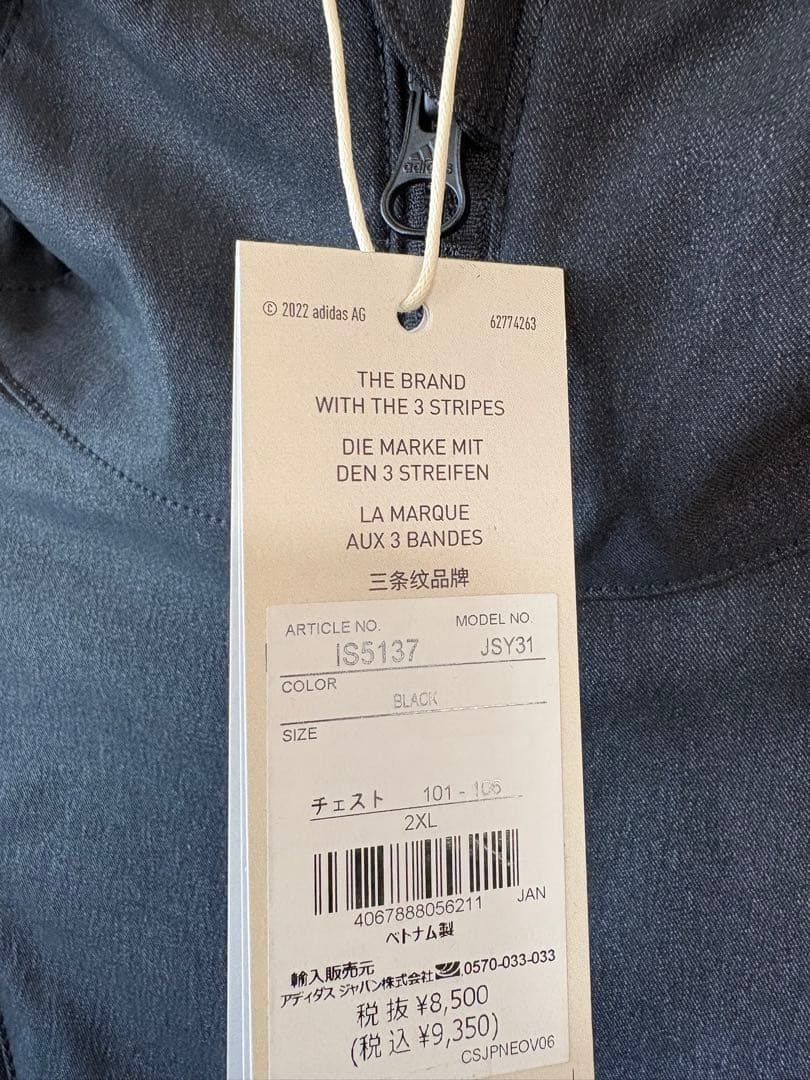 adidas
© 2022 adidas AG
62774263
THE BRAND
WITH THE 3 STRIPES
DIE MARKE MIT
DEN 3 STREIFEN
LA MARQUE
AUX 3 BANDES
三条纹品牌
ARTICLE NO. MODEL NO.
IS5137 JSY31
COLOR
BLACK
SIZE
チェスト 101 - 106
2XL
4067888056211 JAN
ベトナム製
輸入販売元
アディダス ジャパン株式会社 0570-033-033
税抜 ¥8,500
(税込 ¥9,350)
CSJPNEOV06